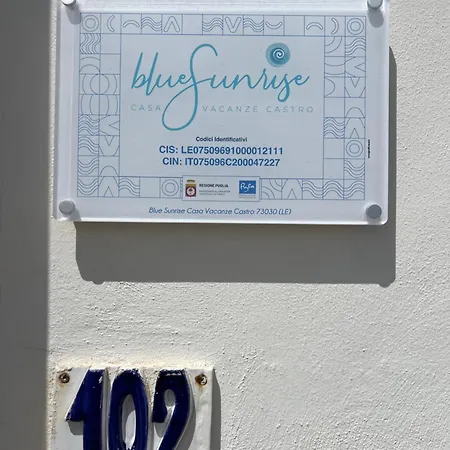 blueSunrise
CASA VACANZE CASTRO
Codici Identificativi
CIS: LE07509691000012111
CIN: IT075096C200047227
REGIONE PUGLIA
Blue Sunrise Casa Vacanze Castro 73030 (LE)
102